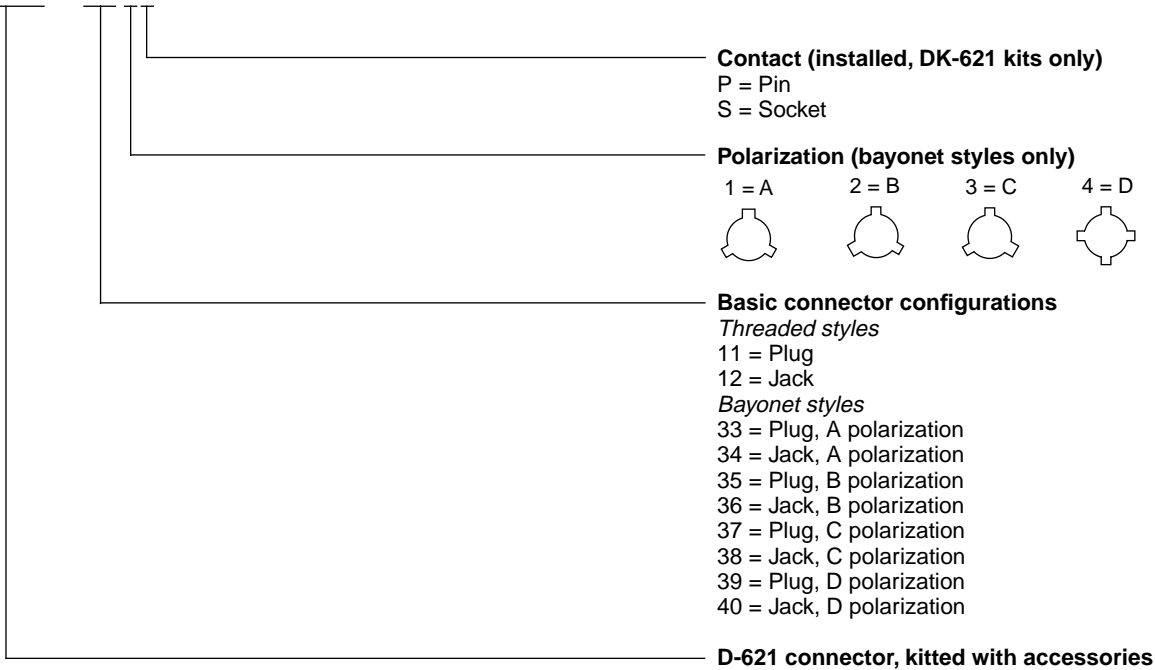 Contact (installed, DK-621 kits only)
P = Pin
S = Socket
Polarization (bayonet styles only)
1 = A 2 = B 3 = C 4 = D
Basic connector configurations
Threaded styles
11 = Plug
12 = Jack
Bayonet styles
33 = Plug, A polarization
34 = Jack, A polarization
35 = Plug, B polarization
36 = Jack, B polarization
37 = Plug, C polarization
38 = Jack, C polarization
39 = Plug, D polarization
40 = Jack, D polarization
D-621 connector, kitted with accessories